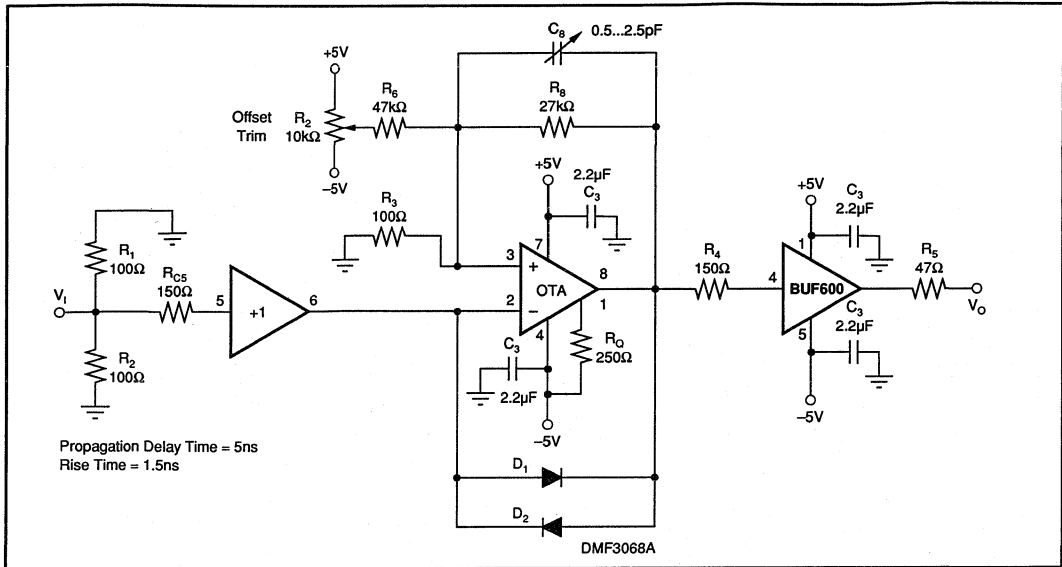 C8 0.5...2.5pF
+5V
R6
47kΩ
R8
27kΩ
Offset
Trim
R2
10kΩ
–5V
+5V
2.2µF
C3
R3
100Ω
+5V
C3
2.2µF
R1
100Ω
RC5
150Ω
VI
5
+1
6
3
+
7
OTA
8
2
–
4
1
RQ
250Ω
C3
2.2µF
–5V
R4
150Ω
4
1
BUF600
5
R5
47Ω
VO
C3
2.2µF
–5V
R2
100Ω
Propagation Delay Time = 5ns
Rise Time = 1.5ns
D1
D2
DMF3068A